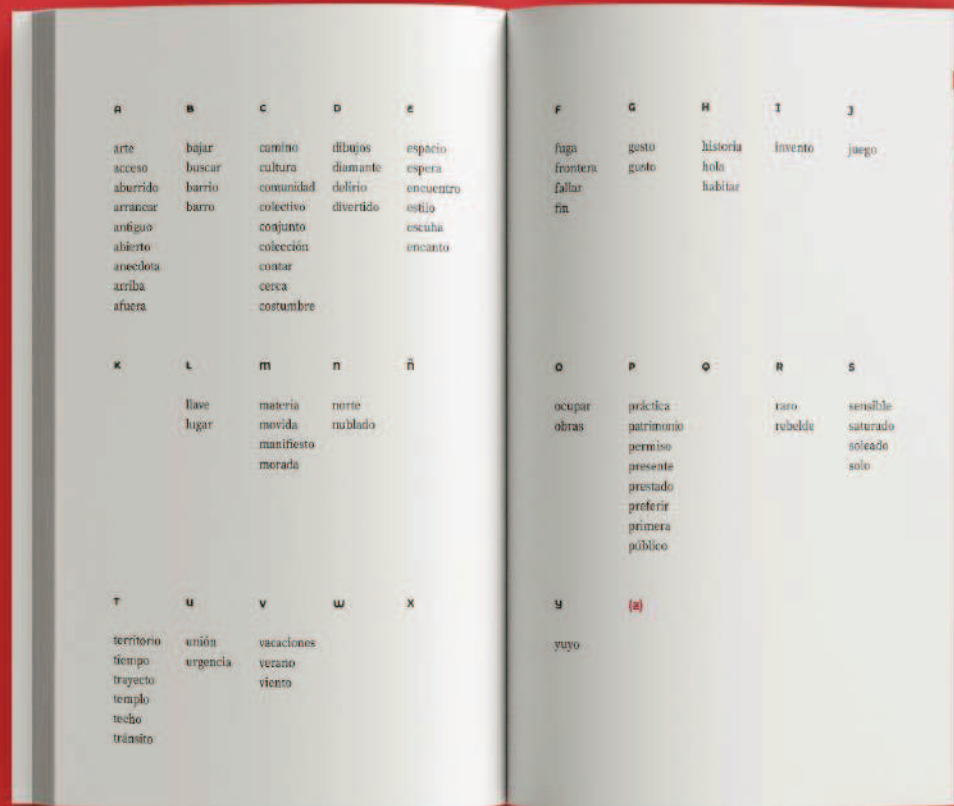 A
arte
acceso
aburrido
arrancar
antiguo
abierto
anecdota
arriba
afuera
B
bajar
buscar
barrio
barro
C
camino
cultura
comunidad
colectivo
conjunto
colección
contar
cerca
costumbre
D
dibujos
diamante
delirio
divertido
e
espacio
espera
encuentro
estilo
escuha
encanto
K
L
llave
lugar
m
materia
movida
manifiesto
morada
n
norte
nublado
ñ
T
territorio
tiempo
trayecto
templo
techo
tránsito
u
unión
urgencia
V
vacaciones
verano
viento
W
X
F
fuga
frontera
fallar
fin
G
gesto
gusto
H
historia
hola
habitar
I
invento
J
juego
O
ocupar
obras
P
práctica
patrimonio
permiso
presente
prestado
preferir
primera
público
Q
R
raro
rebelde
S
sensible
saturado
soleado
solo
y
yuyo
(z)